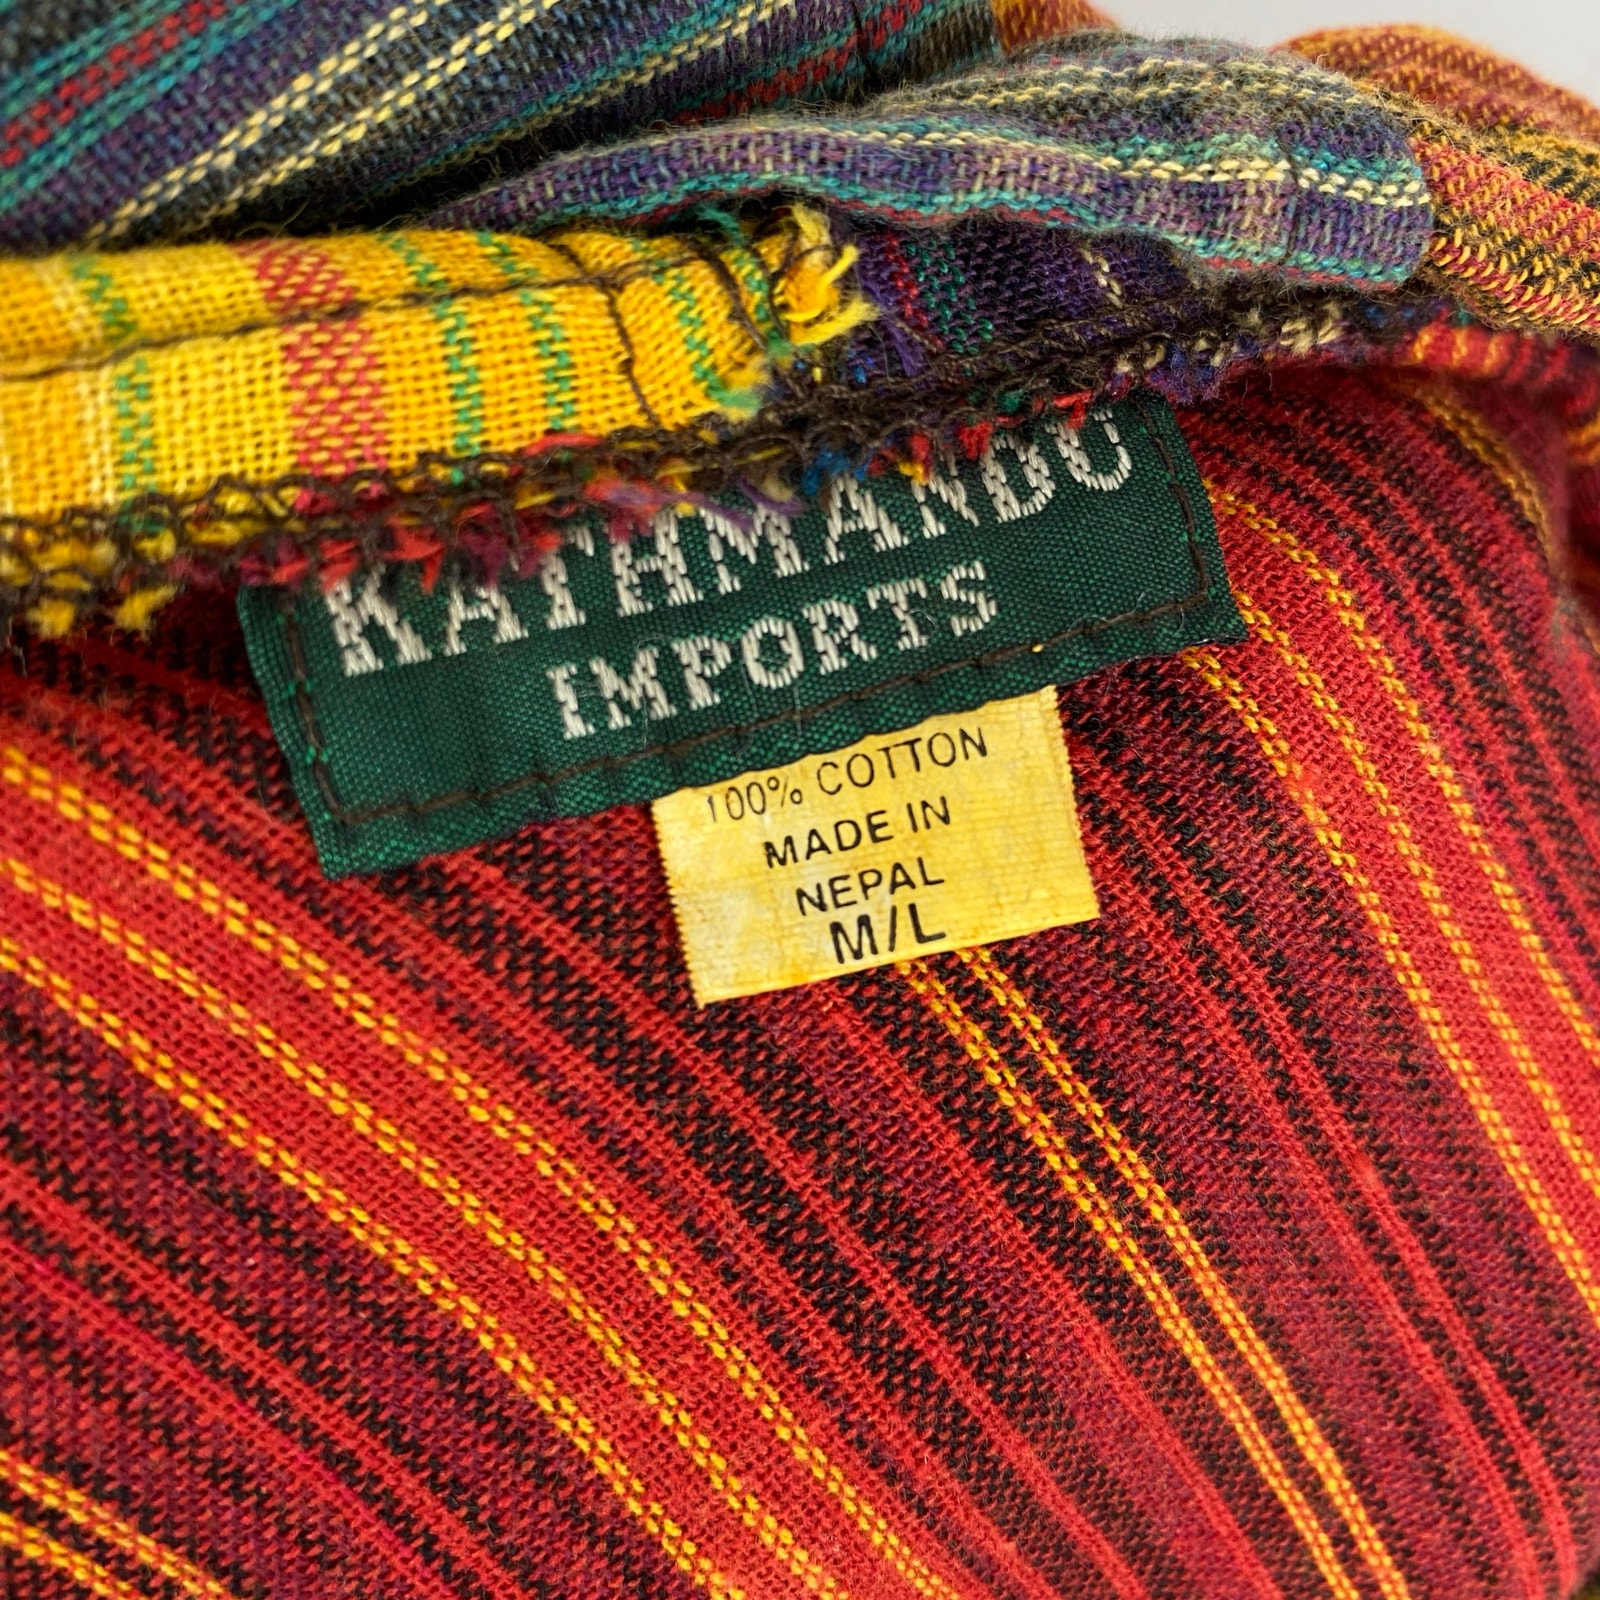 KATHMANDU
IMPORTS
100% COTTON
MADE IN
NEPAL
M/L